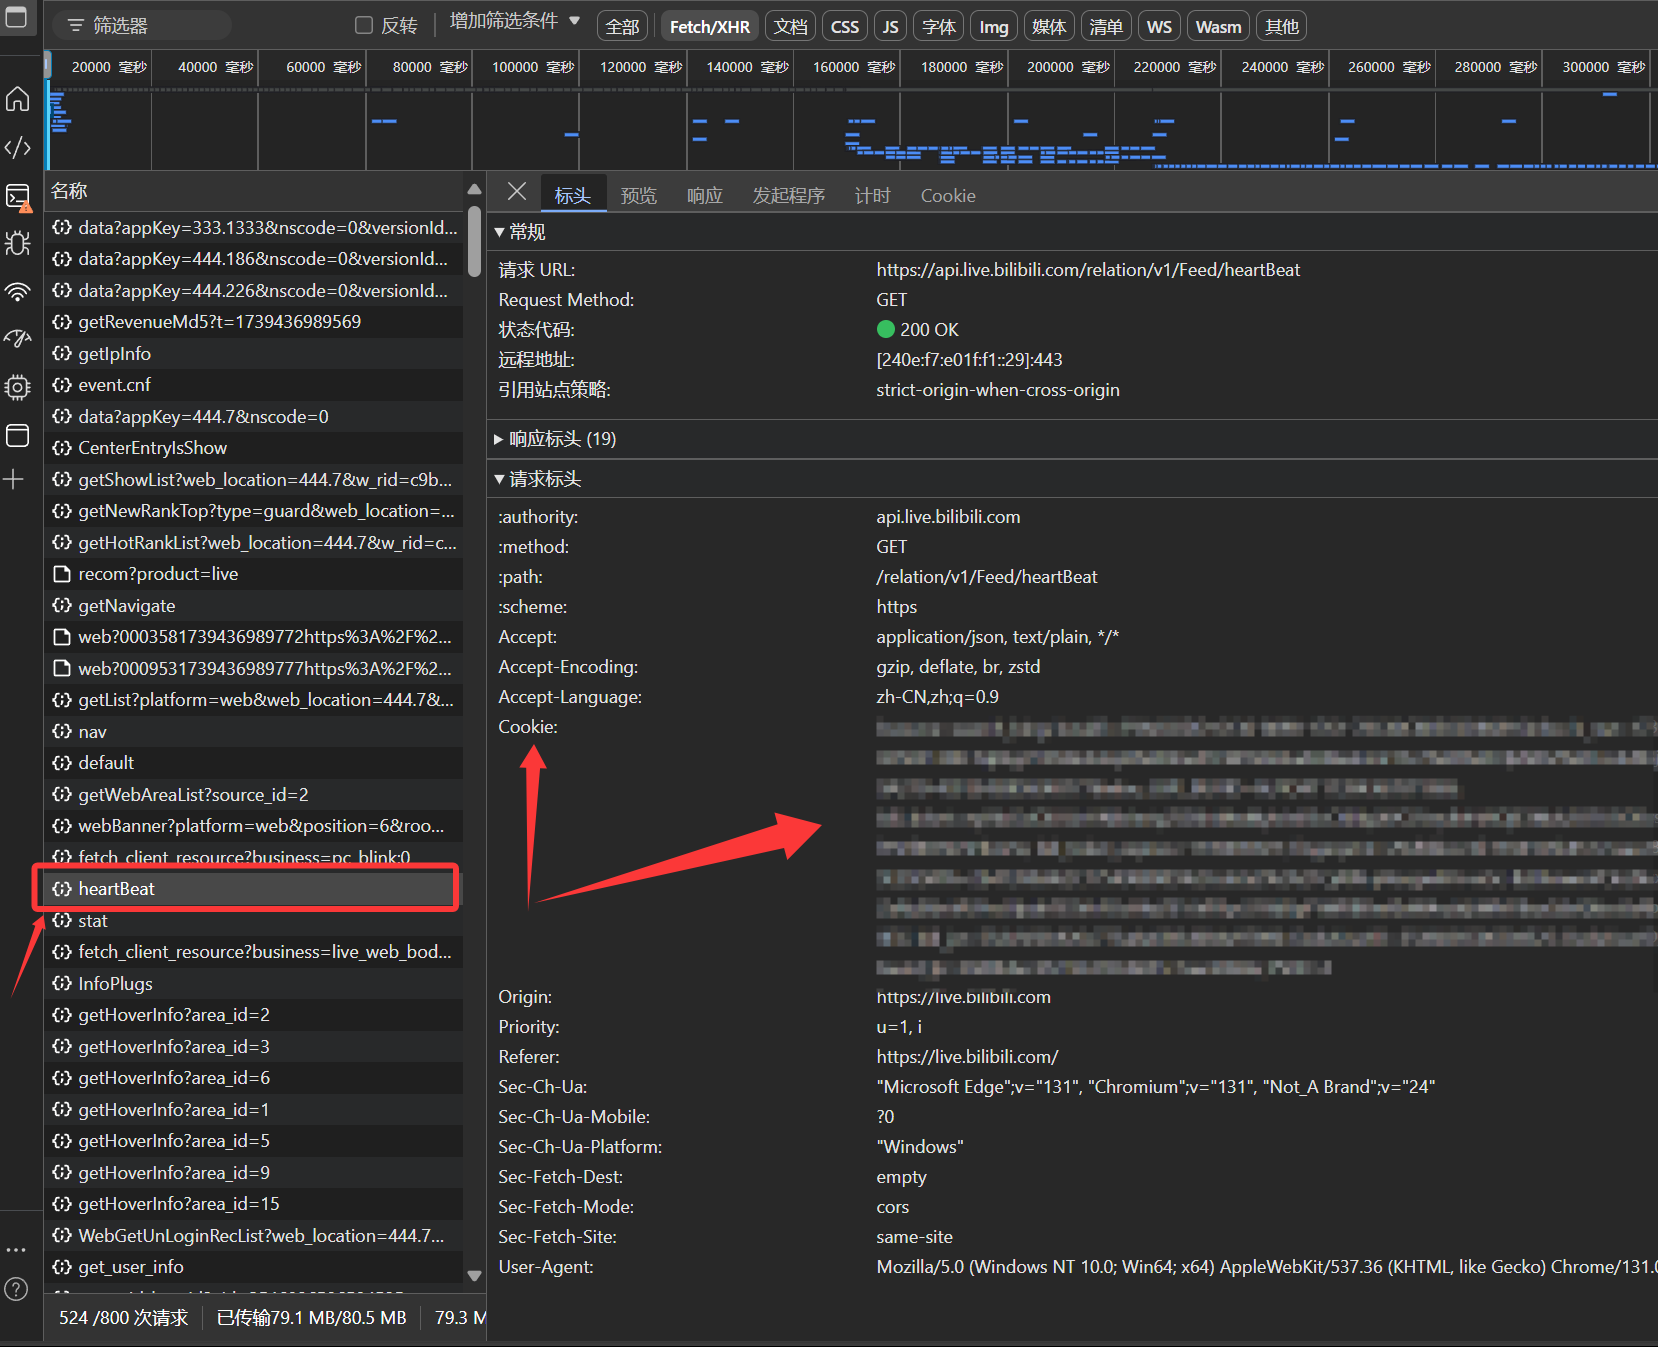 筛选器 反转 增加筛选条件 全部 Fetch/XHR 文档 CSS JS 字体 Img 媒体 清单 WS Wasm 其他
20000 毫秒 40000 毫秒 60000 毫秒 80000 毫秒 100000 毫秒 120000 毫秒 140000 毫秒 160000 毫秒 180000 毫秒 200000 毫秒 220000 毫秒 240000 毫秒 260000 毫秒 280000 毫秒 300000 毫秒
名称
data?appKey=333.1333&nscode=0&versionId...
data?appKey=444.186&nscode=0&versionId...
data?appKey=444.226&nscode=0&versionId...
getRevenueMd5?t=1739436989569
getIpInfo
event.cnf
data?appKey=444.7&nscode=0
CenterEntryIsShow
getShowList?web_location=444.7&w_rid=c9b...
getNewRankTop?type=guard&web_location=...
getHotRankList?web_location=444.7&w_rid=c...
recom?product=live
getNavigate
web?0003581739436989772https%3A%2F%2...
web?0009531739436989777https%3A%2F%2...
getList?platform=web&web_location=444.7&...
nav
default
getWebAreaList?source_id=2
webBanner?platform=web&position=6&roo...
fetch_client_resource?business=pc_blink:0
heartBeat
stat
fetch_client_resource?business=live_web_bod...
InfoPlugs
getHoverInfo?area_id=2
getHoverInfo?area_id=3
getHoverInfo?area_id=6
getHoverInfo?area_id=1
getHoverInfo?area_id=5
getHoverInfo?area_id=9
getHoverInfo?area_id=15
WebGetUnLoginRecList?web_location=444.7...
get_user_info
524 /800 次请求 已传输79.1 MB/80.5 MB 79.3 M
标头 预览 响应 发起程序 计时 Cookie
常规
请求 URL: https://api.live.bilibili.com/relation/v1/Feed/heartBeat
Request Method: GET
状态代码: 200 OK
远程地址: [240e:f7:e01f:f1::29]:443
引用站点策略: strict-origin-when-cross-origin
响应标头 (19)
请求标头
:authority: api.live.bilibili.com
:method: GET
:path: /relation/v1/Feed/heartBeat
:scheme: https
Accept: application/json, text/plain, */*
Accept-Encoding: gzip, deflate, br, zstd
Accept-Language: zh-CN,zh;q=0.9
Cookie:
Origin: https://live.bilibili.com
Priority: u=1, i
Referer: https://live.bilibili.com/
Sec-Ch-Ua: "Microsoft Edge";v="131", "Chromium";v="131", "Not_A Brand";v="24"
Sec-Ch-Ua-Mobile: ?0
Sec-Ch-Ua-Platform: "Windows"
Sec-Fetch-Dest: empty
Sec-Fetch-Mode: cors
Sec-Fetch-Site: same-site
User-Agent: Mozilla/5.0 (Windows NT 10.0; Win64; x64) AppleWebKit/537.36 (KHTML, like Gecko) Chrome/131.0